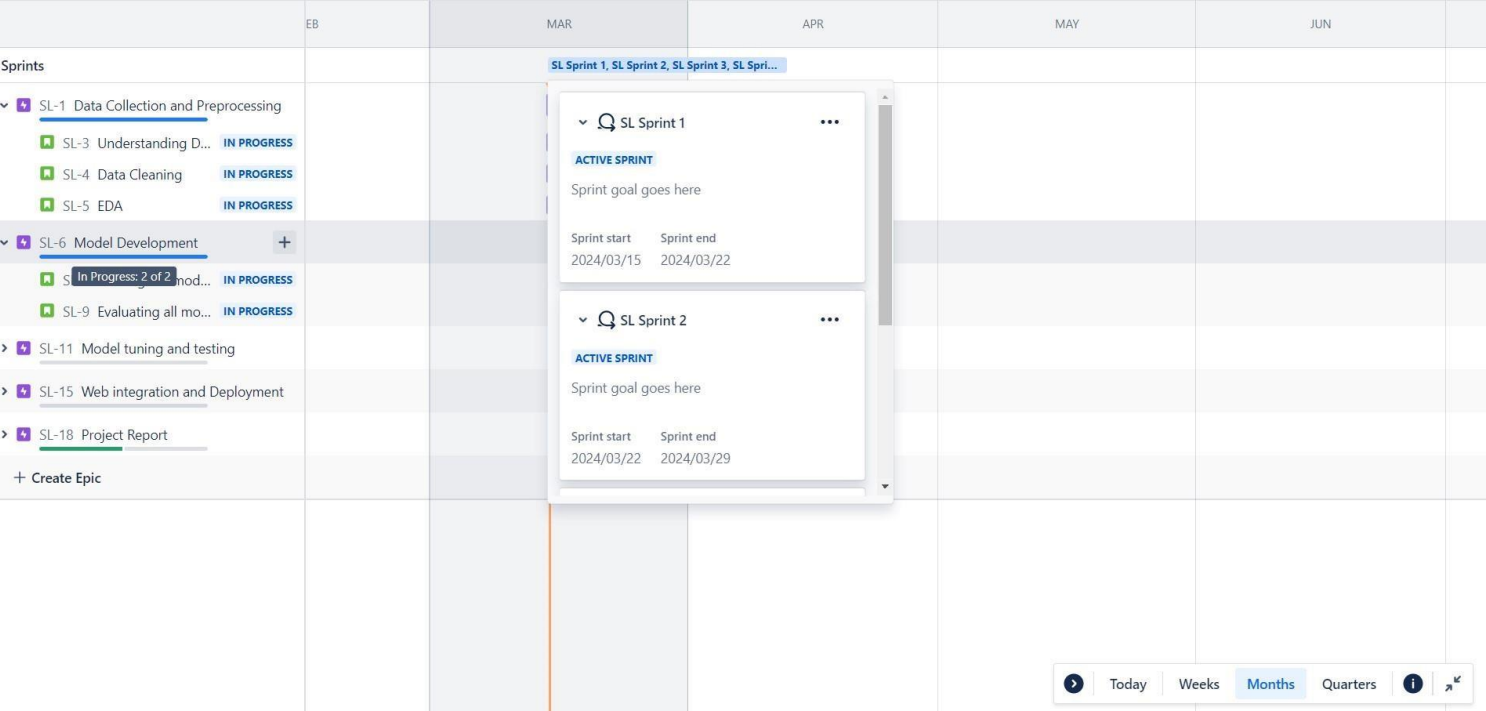 EB MAR APR MAY JUN
Sprints
SL Sprint 1, SL Sprint 2, SL Sprint 3, SL Spri...
SL-1 Data Collection and Preprocessing
SL-3 Understanding D... IN PROGRESS
SL-4 Data Cleaning IN PROGRESS
SL-5 EDA IN PROGRESS
SL-6 Model Development +
In Progress: 2 of 2
mod... IN PROGRESS
SL-9 Evaluating all mo... IN PROGRESS
SL-11 Model tuning and testing
SL-15 Web integration and Deployment
SL-18 Project Report
+ Create Epic
SL Sprint 1
ACTIVE SPRINT
Sprint goal goes here
Sprint start Sprint end
2024/03/15 2024/03/22
SL Sprint 2
ACTIVE SPRINT
Sprint goal goes here
Sprint start Sprint end
2024/03/22 2024/03/29
Today Weeks Months Quarters